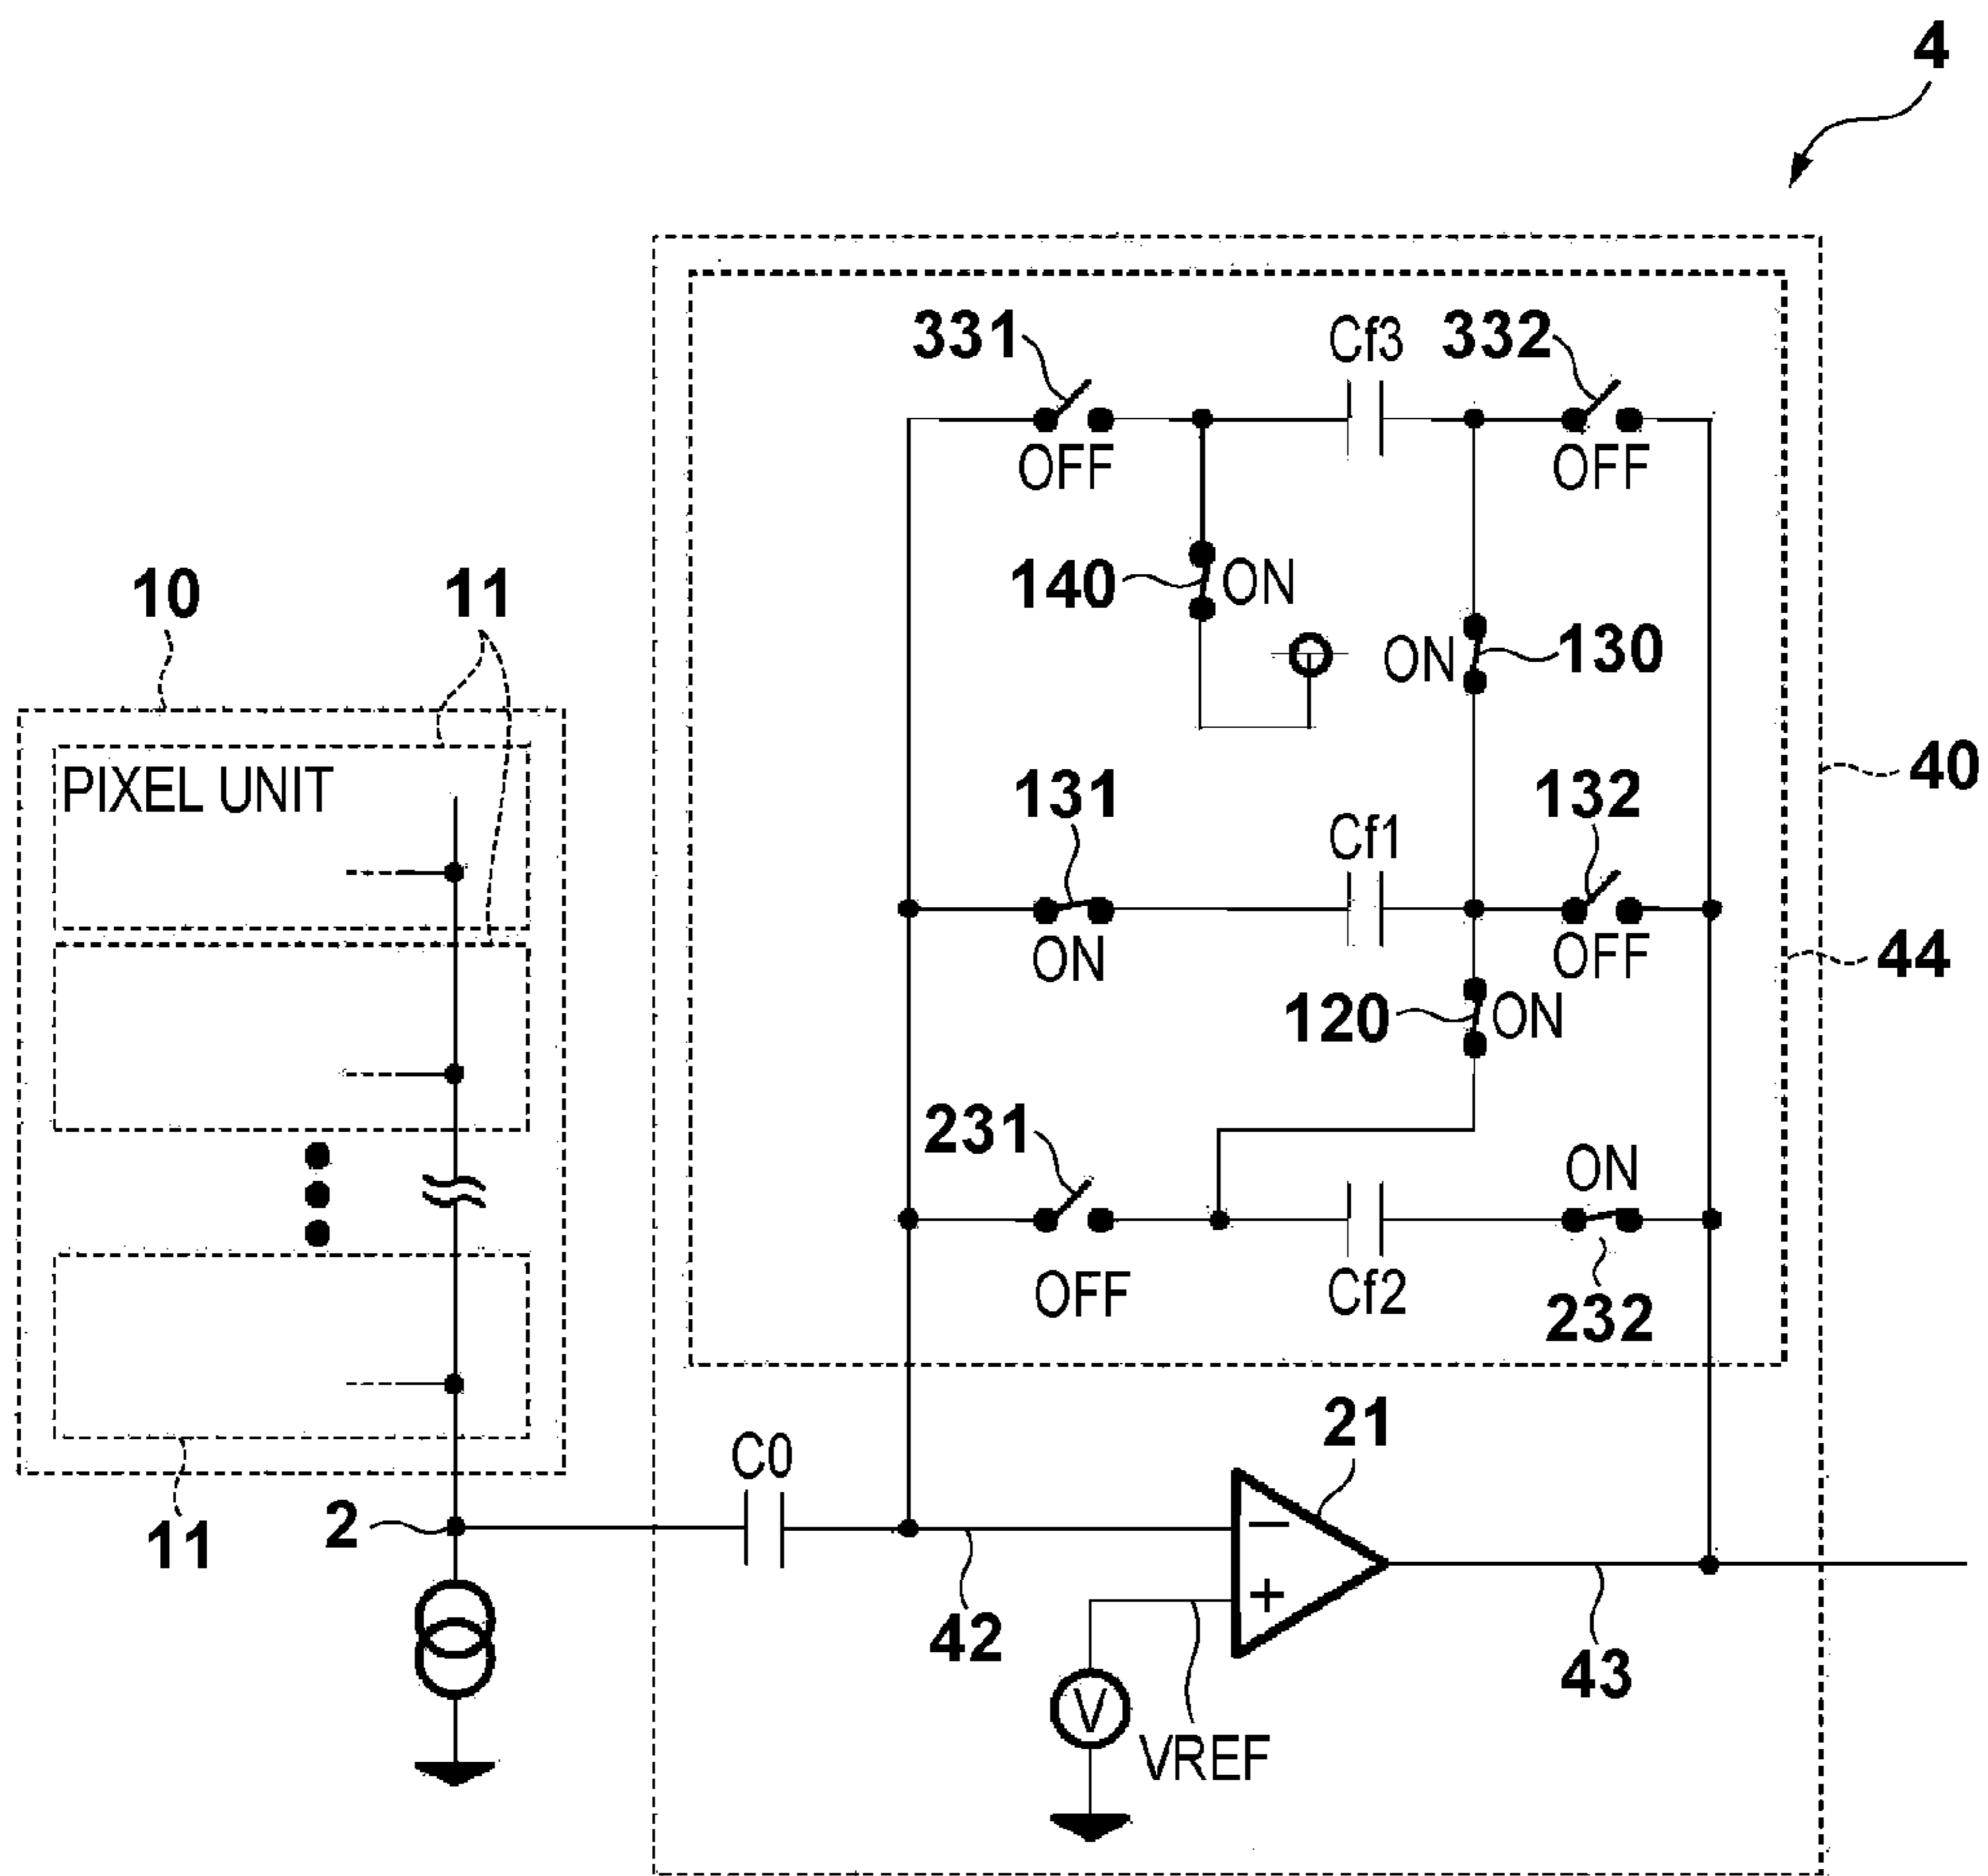 4
331
Cf3
332
OFF
OFF
140
ON
ON
130
10
11
PIXEL UNIT
131
Cf1
132
40
ON
OFF
44
120
ON
231
ON
OFF
Cf2
232
C0
21
2
11
42
43
V
VREF